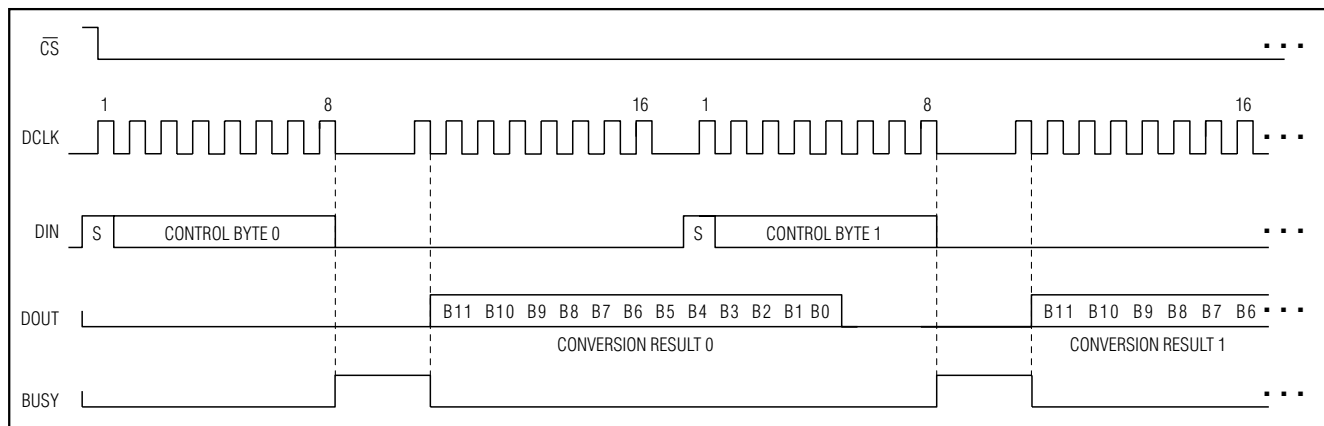 CS
1 8 16 1 8 16
DCLK
DIN S CONTROL BYTE 0 S CONTROL BYTE 1
DOUT B11 B10 B9 B8 B7 B6 B5 B4 B3 B2 B1 B0 B11 B10 B9 B8 B7 B6
CONVERSION RESULT 0 CONVERSION RESULT 1
BUSY